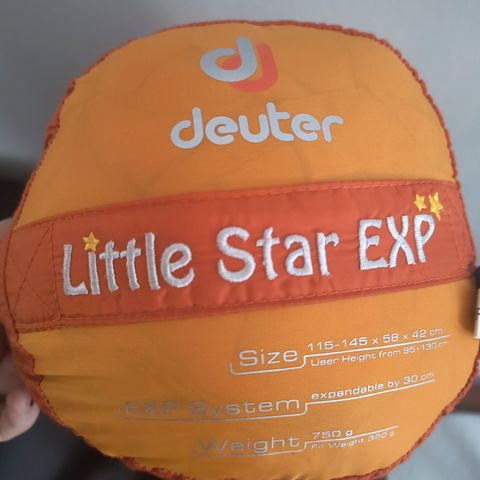 deuter
Little Star EXP
Size 115-145 x 58 x 42 cm
User Height from 95-130 cm
EXP System expandable by 30 cm
Weight 750 g
Fill Weight 380 g